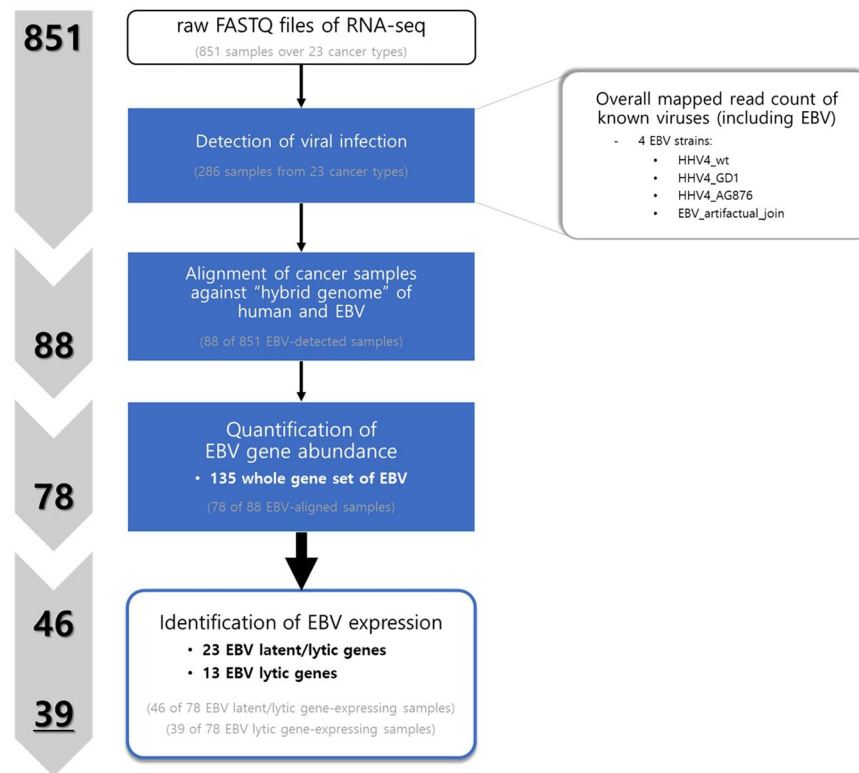 851
raw FASTQ files of RNA-seq
(851 samples over 23 cancer types)
Detection of viral infection
(286 samples from 23 cancer types)
Overall mapped read count of
known viruses (including EBV)
- 4 EBV strains:
• HHV4_wt
• HHV4_GD1
• HHV4_AG876
• EBV_artifactual_join
88
Alignment of cancer samples
against "hybrid genome" of
human and EBV
(88 of 851 EBV-detected samples)
78
Quantification of
EBV gene abundance
• 135 whole gene set of EBV
(78 of 88 EBV-aligned samples)
46
Identification of EBV expression
• 23 EBV latent/lytic genes
• 13 EBV lytic genes
39
(46 of 78 EBV latent/lytic gene-expressing samples)
(39 of 78 EBV lytic gene-expressing samples)